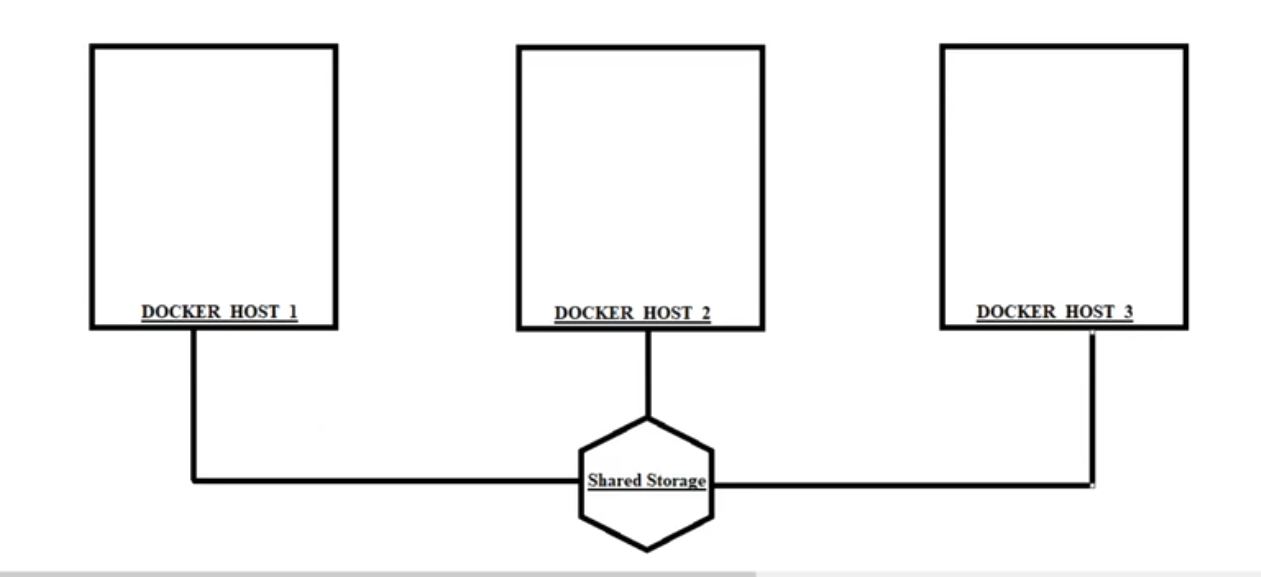 DOCKER HOST 1
DOCKER HOST 2
DOCKER HOST 3
Shared Storage